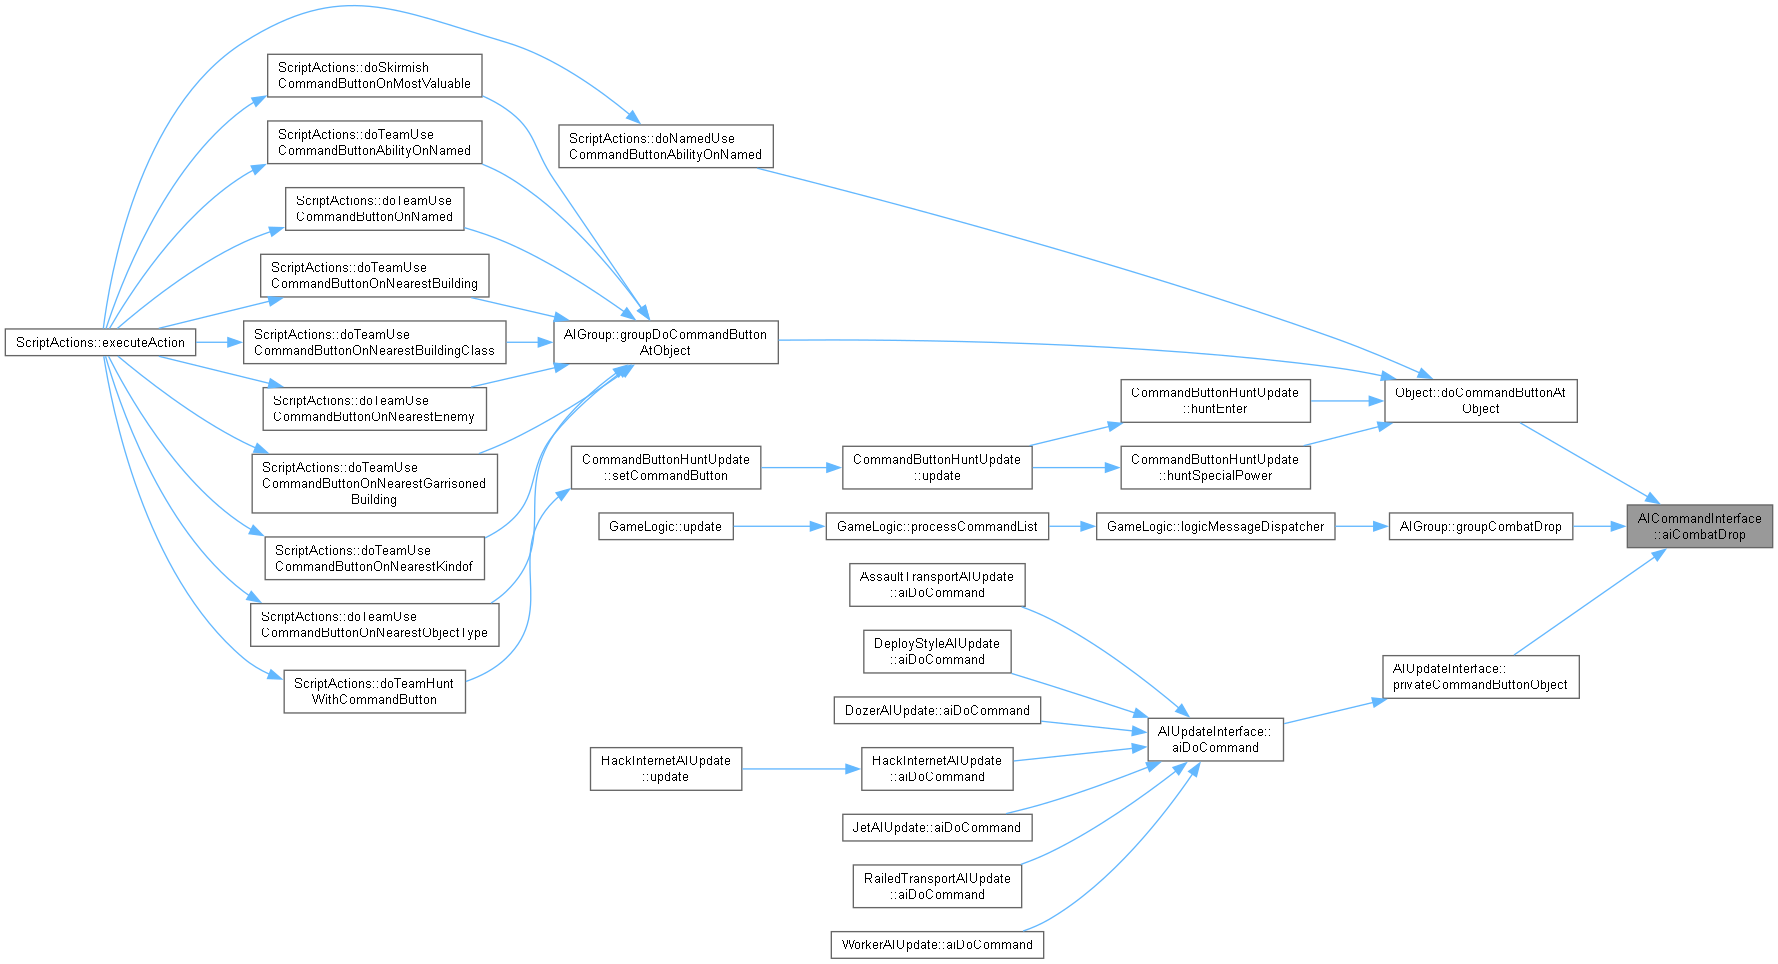 ScriptActions::doSkirmish
CommandButtonOnMostValuable
ScriptActions::doTeamUse
CommandButtonAbilityOnNamed
ScriptActions::doTeamUse
CommandButtonOnNamed
ScriptActions::doTeamUse
CommandButtonOnNearestBuilding
ScriptActions::executeAction
ScriptActions::doTeamUse
CommandButtonOnNearestBuildingClass
ScriptActions::doTeamUse
CommandButtonOnNearestEnemy
ScriptActions::doTeamUse
CommandButtonOnNearestGarrisoned
Building
ScriptActions::doTeamUse
CommandButtonOnNearestKindof
ScriptActions::doTeamUse
CommandButtonOnNearestObjectType
ScriptActions::doTeamHunt
WithCommandButton
ScriptActions::doNamedUse
CommandButtonAbilityOnNamed
AIGroup::groupDoCommandButton
AtObject
CommandButtonHuntUpdate
::setCommandButton
GameLogic::update
HackInternetAIUpdate
::update
CommandButtonHuntUpdate
::update
GameLogic::processCommandList
AssaultTransportAIUpdate
::aiDoCommand
DeployStyleAIUpdate
::aiDoCommand
DozerAIUpdate::aiDoCommand
HackInternetAIUpdate
::aiDoCommand
JetAIUpdate::aiDoCommand
RailedTransportAIUpdate
::aiDoCommand
WorkerAIUpdate::aiDoCommand
CommandButtonHuntUpdate
::huntEnter
CommandButtonHuntUpdate
::huntSpecialPower
GameLogic::logicMessageDispatcher
AIUpdateInterface::
aiDoCommand
Object::doCommandButtonAt
Object
AIGroup::groupCombatDrop
AIUpdateInterface::
privateCommandButtonObject
AICommandInterface
::aiCombatDrop